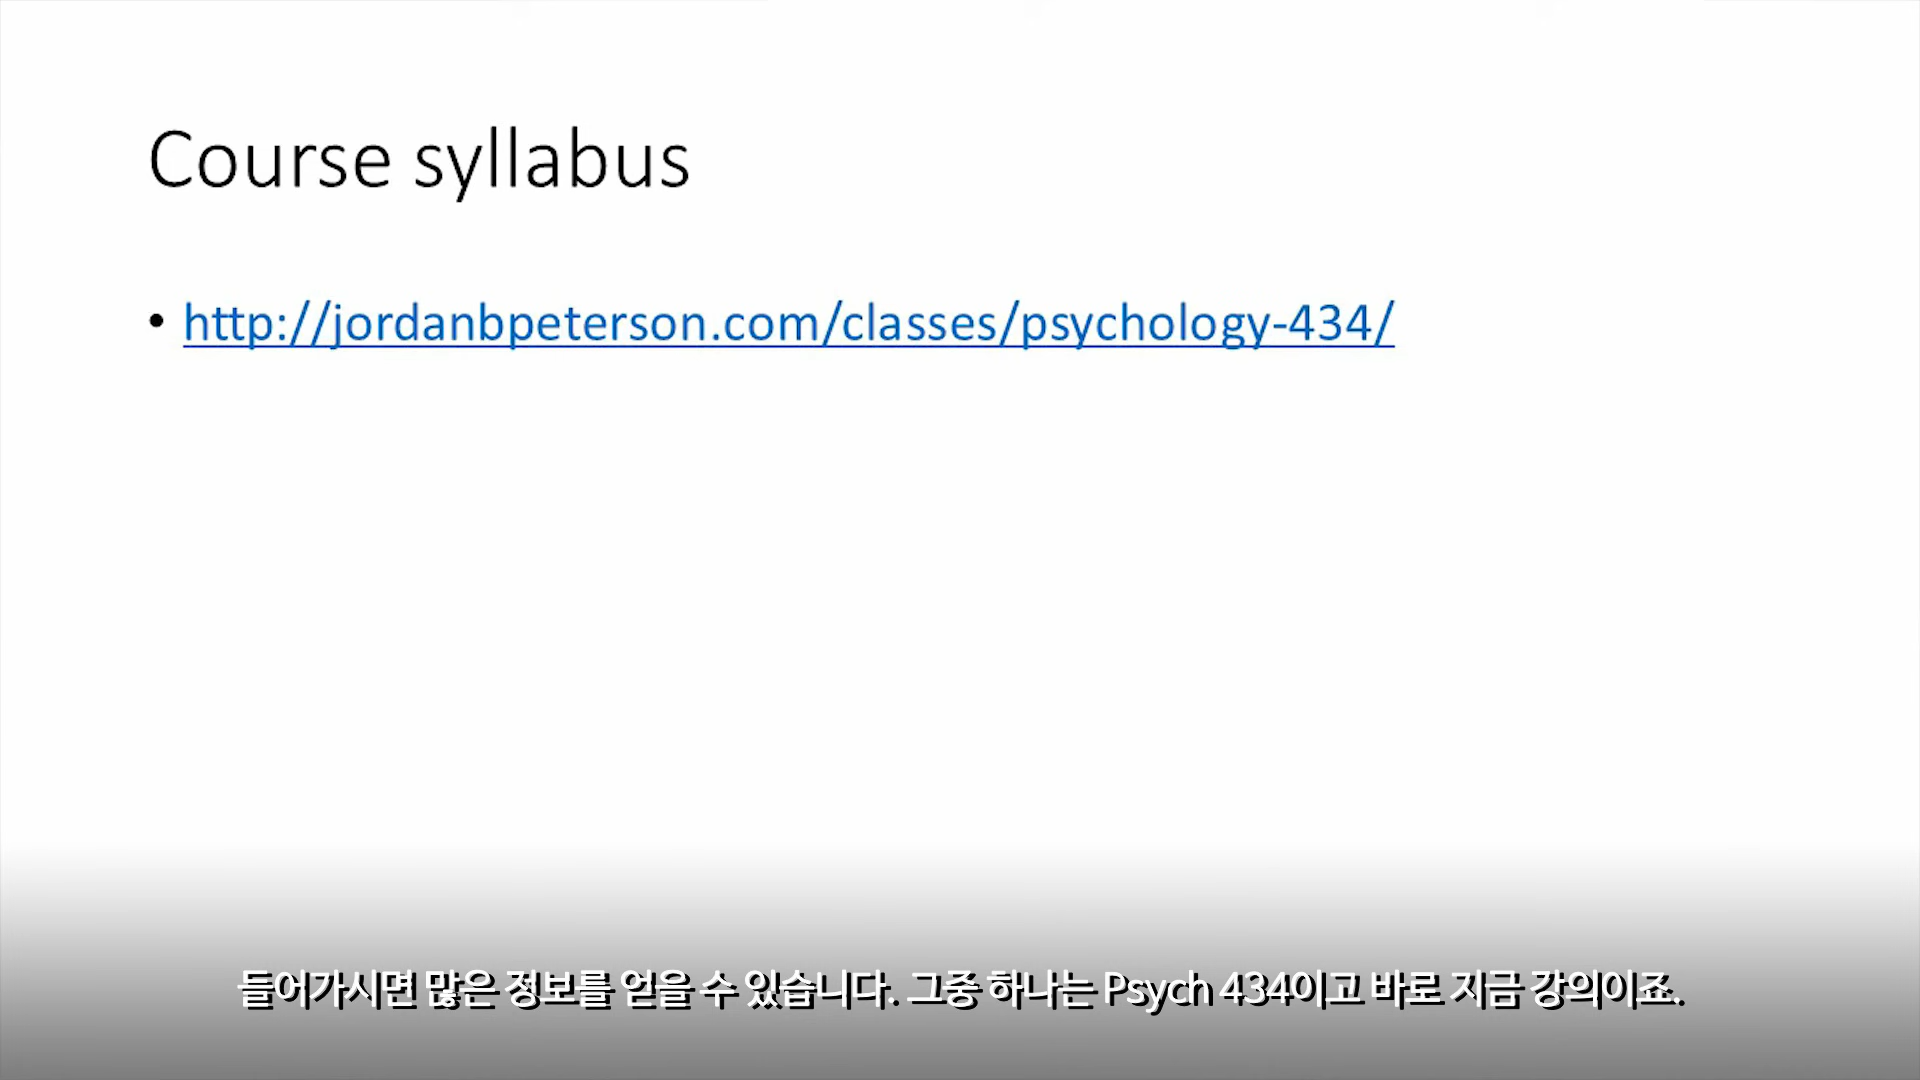 Course syllabus
• http://jordanbpeterson.com/classes/psychology-434/
들어가시면 많은 정보를 얻을 수 있습니다. 그중 하나는 Psych 434이고 바로 지금 강의이죠.